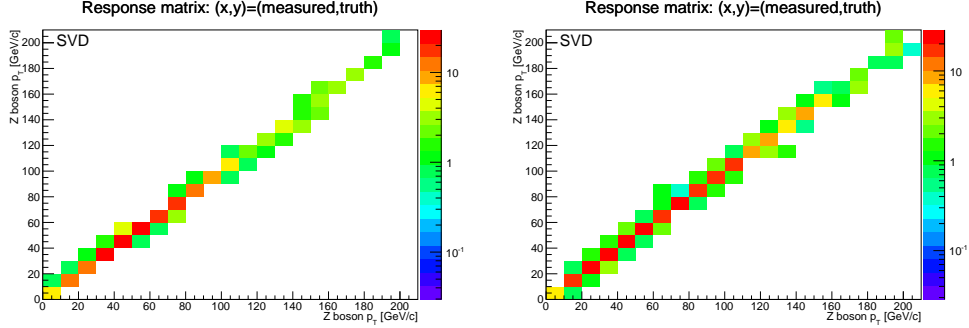 Response matrix: (x,y)=(measured,truth)
SVD
Z boson p_T [GeV/c]
200
180
160
140
120
100
80
60
40
20
0
0 20 40 60 80 100 120 140 160 180 200
Z boson p_T [GeV/c]
10
1
10^-1
Response matrix: (x,y)=(measured,truth)
SVD
Z boson p_T [GeV/c]
200
180
160
140
120
100
80
60
40
20
0
0 20 40 60 80 100 120 140 160 180 200
Z boson p_T [GeV/c]
10
1
10^-1